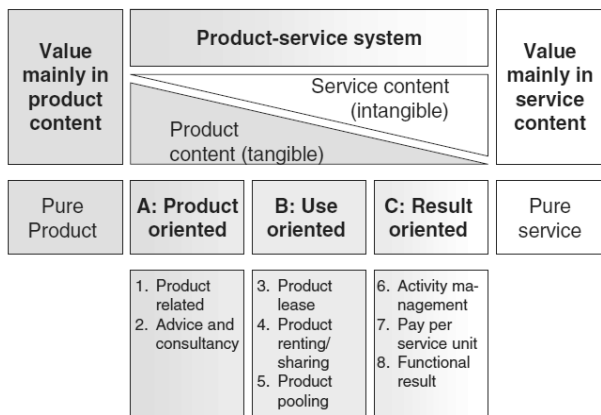 Value
mainly in
product
content
Product-service system
Service content
(intangible)
Product
content (tangible)
Value
mainly in
service
content
Pure
Product
A: Product
oriented
B: Use
oriented
C: Result
oriented
Pure
service
1. Product
related
2. Advice and
consultancy
3. Product
lease
4. Product
renting/
sharing
5. Product
pooling
6. Activity ma-
nagement
7. Pay per
service unit
8. Functional
result